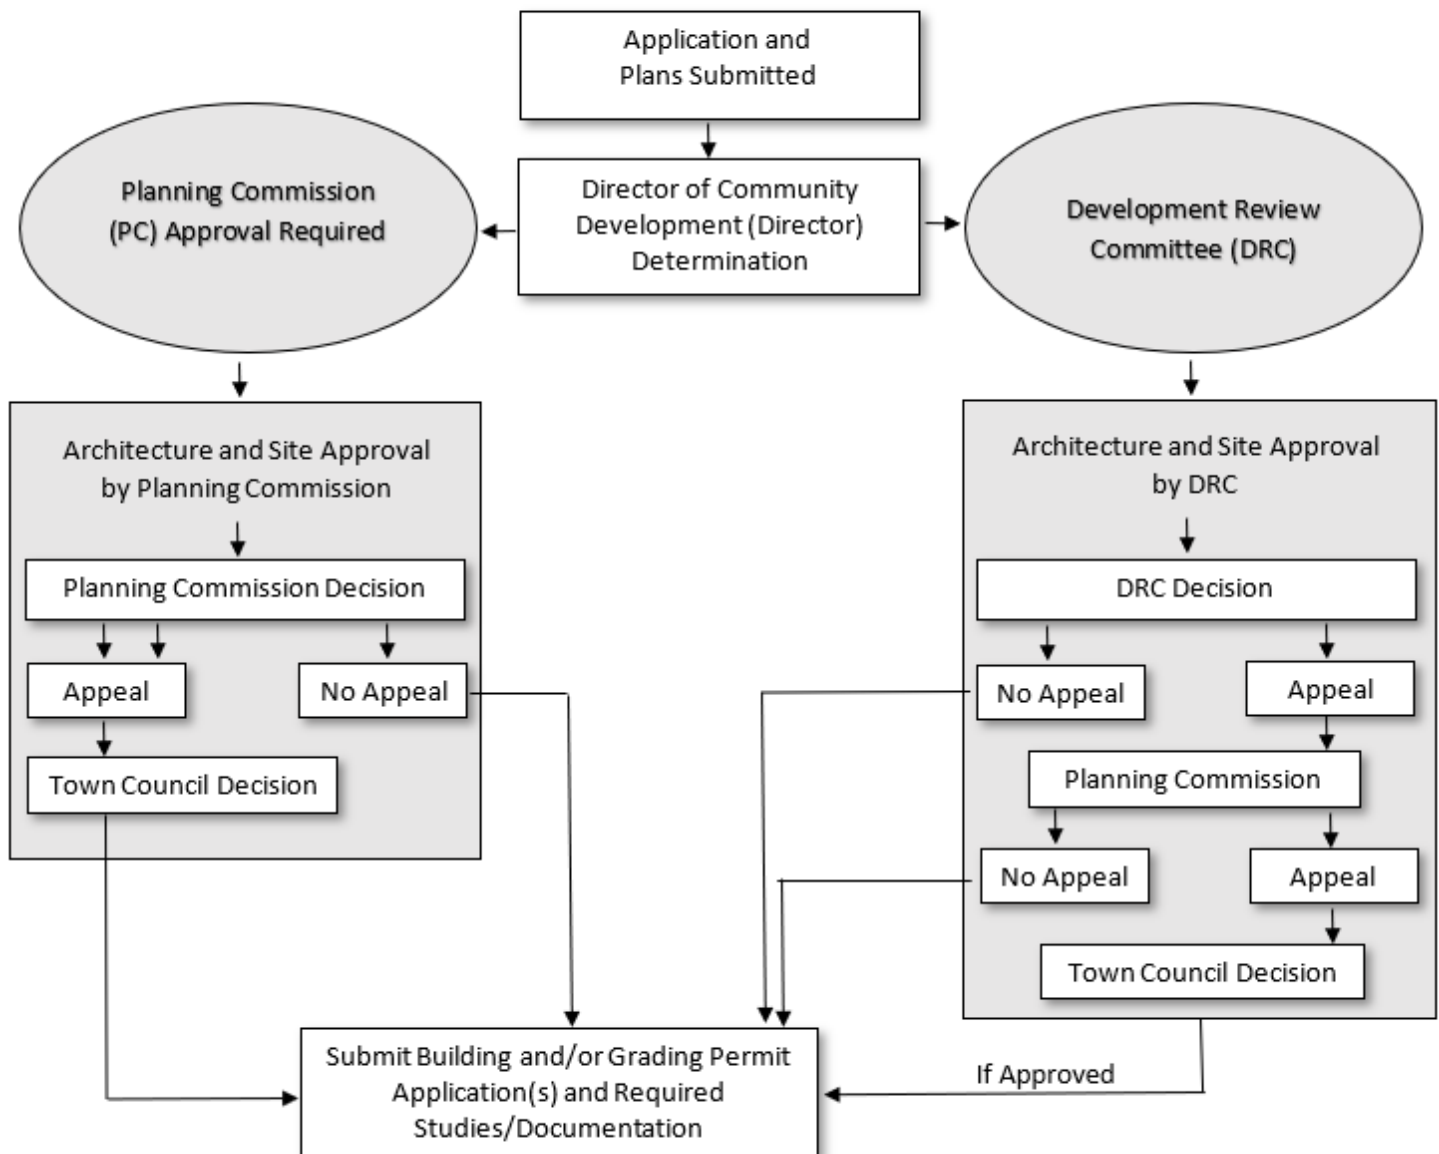 Application and
Plans Submitted
Director of Community
Development (Director)
Determination
Planning Commission
(PC) Approval Required
Development Review
Committee (DRC)
Architecture and Site Approval
by Planning Commission
Planning Commission Decision
Appeal
No Appeal
Town Council Decision
Architecture and Site Approval
by DRC
DRC Decision
No Appeal
Appeal
Planning Commission
No Appeal
Appeal
Town Council Decision
If Approved
Submit Building and/or Grading Permit
Application(s) and Required
Studies/Documentation